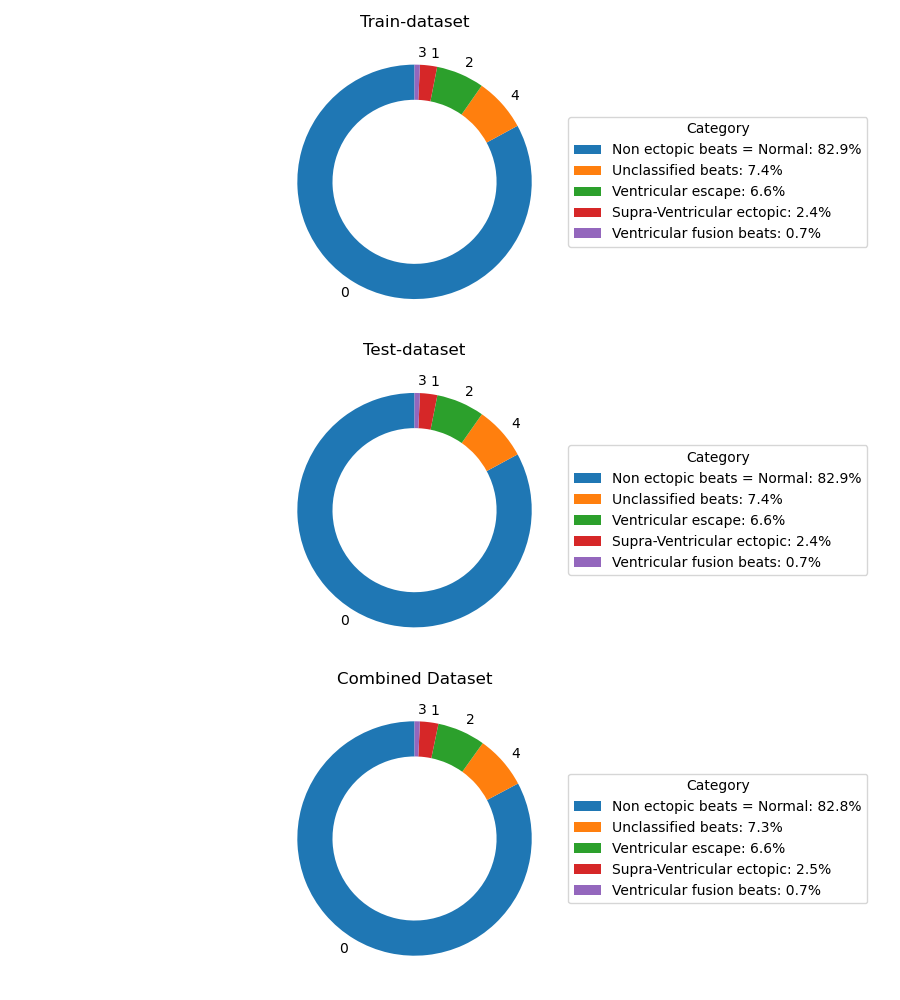 Train-dataset
3 1 2
4
0
Category
Non ectopic beats = Normal: 82.9%
Unclassified beats: 7.4%
Ventricular escape: 6.6%
Supra-Ventricular ectopic: 2.4%
Ventricular fusion beats: 0.7%
Test-dataset
3 1 2
4
0
Category
Non ectopic beats = Normal: 82.9%
Unclassified beats: 7.4%
Ventricular escape: 6.6%
Supra-Ventricular ectopic: 2.4%
Ventricular fusion beats: 0.7%
Combined Dataset
3 1 2
4
0
Category
Non ectopic beats = Normal: 82.8%
Unclassified beats: 7.3%
Ventricular escape: 6.6%
Supra-Ventricular ectopic: 2.5%
Ventricular fusion beats: 0.7%